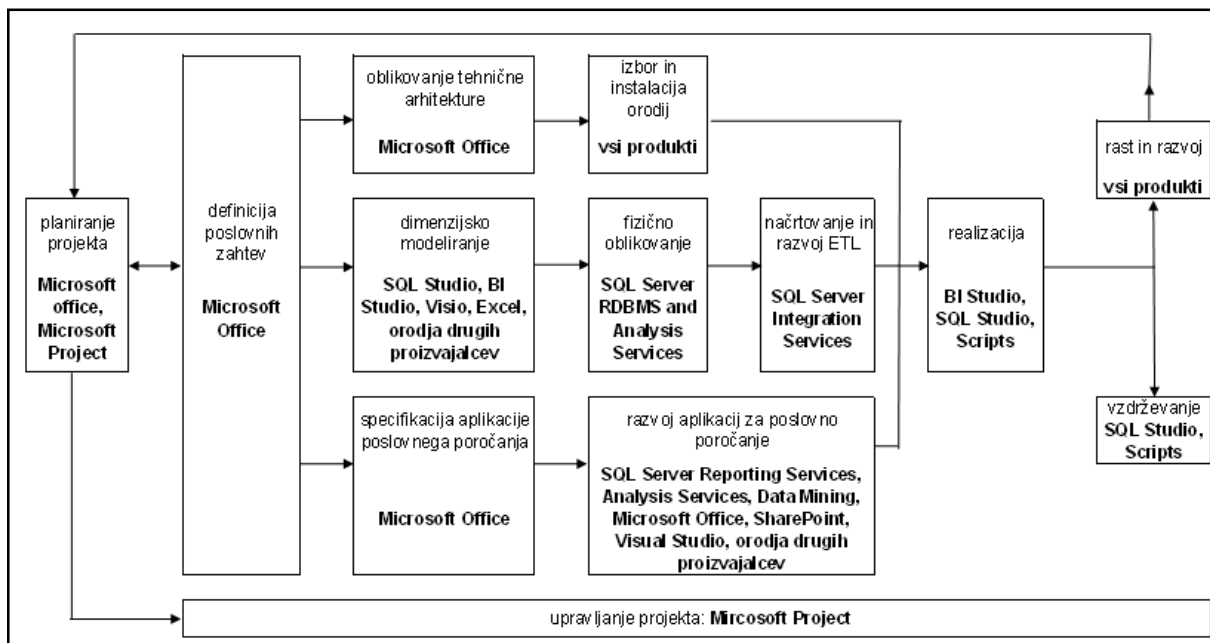 oblikovanje tehnične
arhitekture
Microsoft Office
izbor in
instalacija
orodij
vsi produkti
rast in razvoj
vsi produkti
planiranje
projekta
Microsoft
office,
Microsoft
Project
definicija
poslovnih
zahtev
Microsoft
Office
dimenzijsko
modeliranje
SQL Studio, BI
Studio, Visio, Excel,
orodja drugih
proizvajalcev
fizično
oblikovanje
SQL Server
RDBMS and
Analysis
Services
načrtovanje in
razvoj ETL
SQL Server
Integration
Services
realizacija
BI Studio,
SQL Studio,
Scripts
specifikacija aplikacije
poslovnega poročanja
Microsoft Office
razvoj aplikacij za poslovno
poročanje
SQL Server Reporting Services,
Analysis Services, Data Mining,
Microsoft Office, SharePoint,
Visual Studio, orodja drugih
proizvajalcev
vzdrževanje
SQL Studio,
Scripts
upravljanje projekta: Mircosoft Project